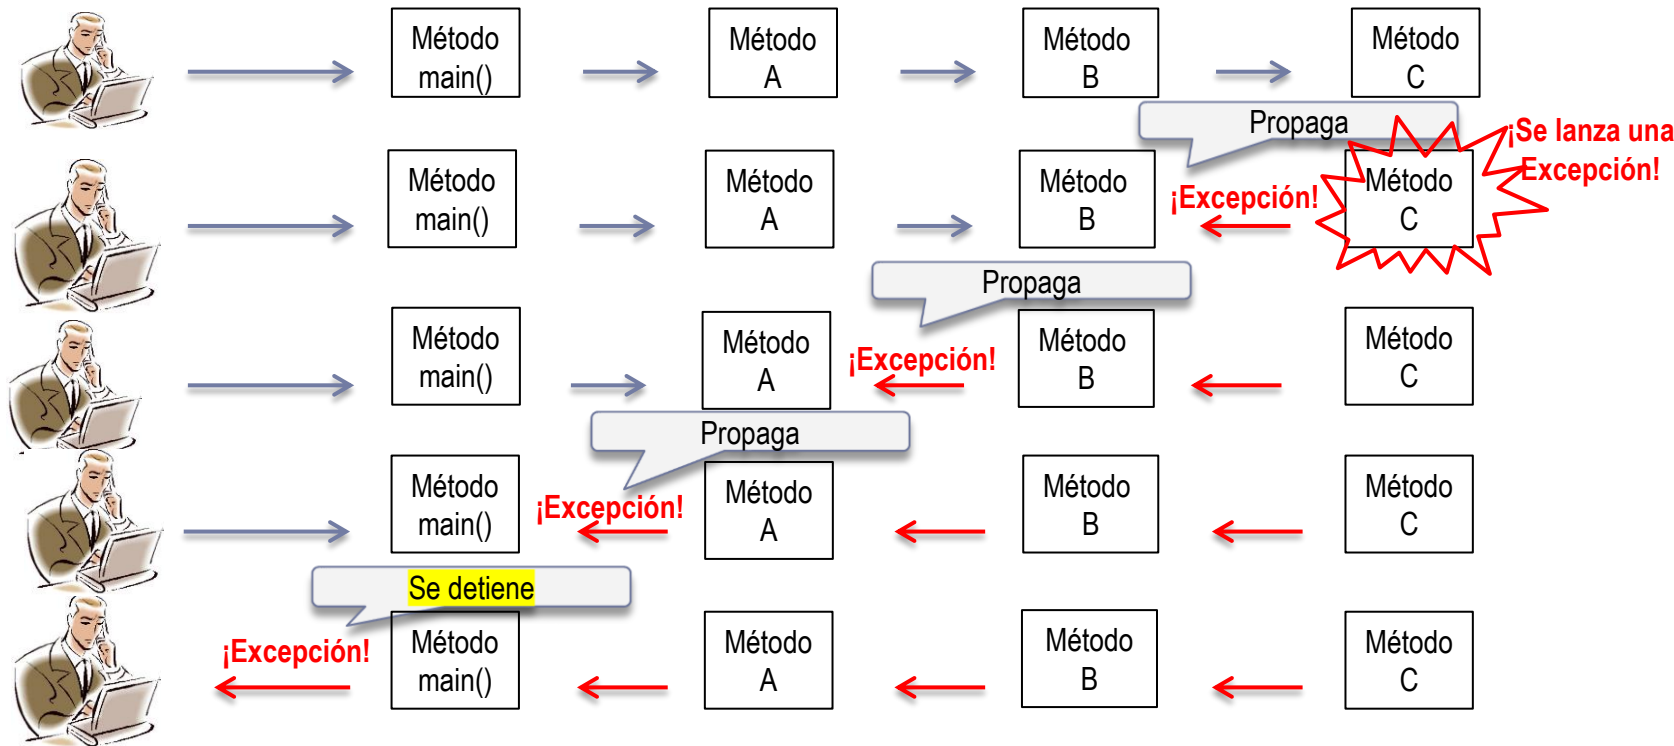 Método
main()
Método
A
Método
B
Método
C
Propaga
¡Se lanza una
Excepción!
Método
main()
Método
A
Método
B
¡Excepción!
Método
C
Propaga
Método
main()
Método
A
¡Excepción!
Método
B
Método
C
Propaga
Método
main()
¡Excepción!
Método
A
Método
B
Método
C
Se detiene
¡Excepción!
Método
main()
Método
A
Método
B
Método
C